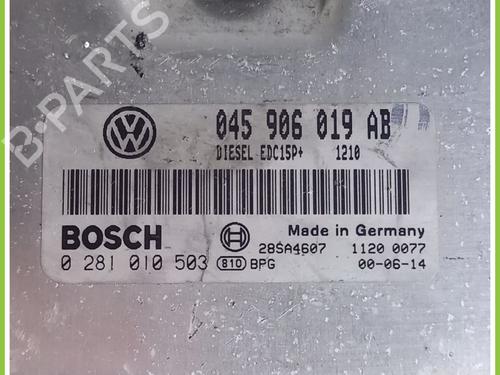 B-PARTS
045 906 019 AB
DIESEL EDC15P+ 1210
BOSCH
Made in Germany
28SA4607 1120 0077
0 281 010 503 810 BPG 00-06-14